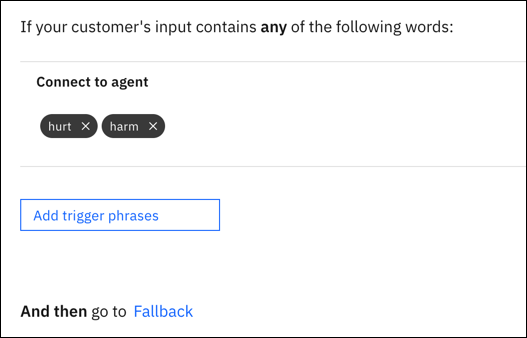 If your customer's input contains any of the following words:
Connect to agent
hurt × harm ×
Add trigger phrases
And then go to Fallback